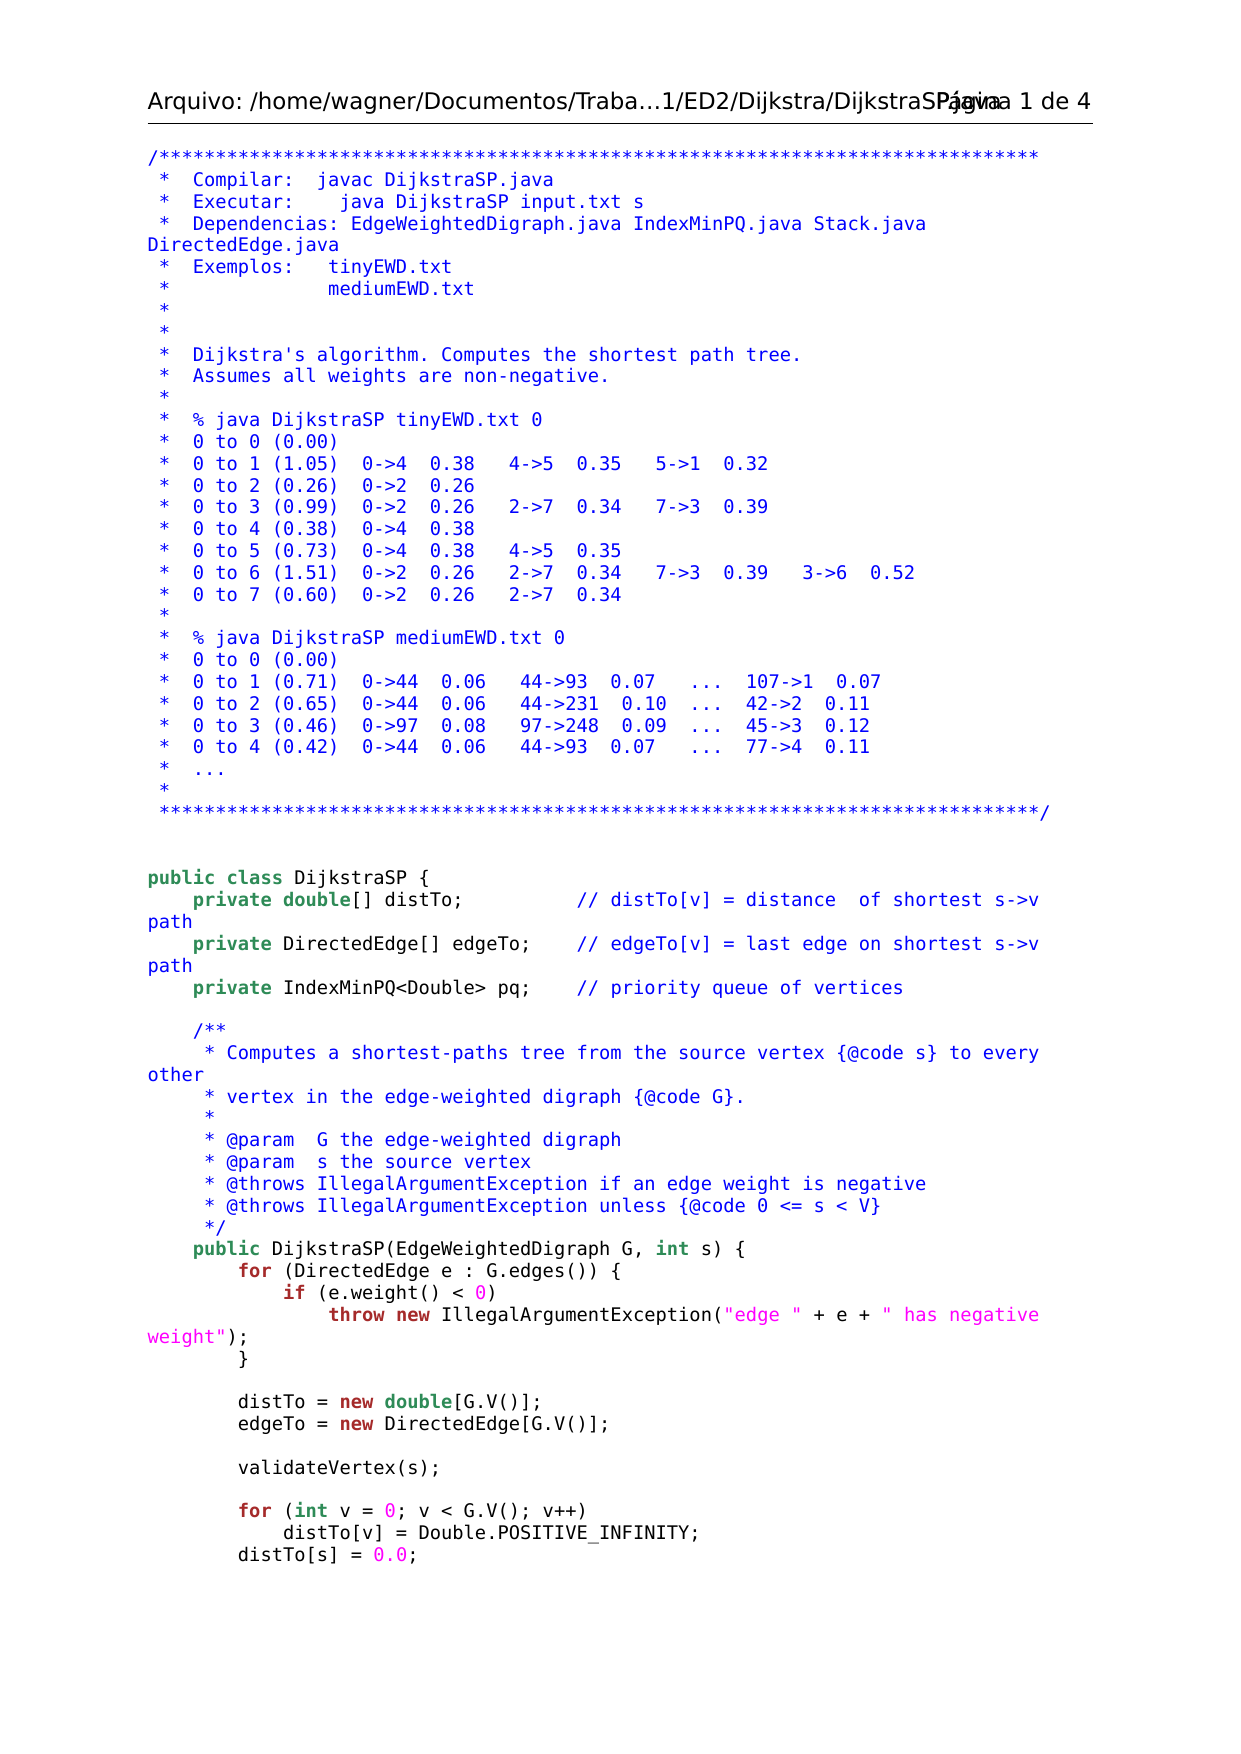 Arquivo: /home/wagner/Documentos/Traba…1/ED2/Dijkstra/DijkstraSP.java Página 1 de 4
/******************************************************************************
 *  Compilar:  javac DijkstraSP.java
 *  Executar:    java DijkstraSP input.txt s
 *  Dependencias: EdgeWeightedDigraph.java IndexMinPQ.java Stack.java
DirectedEdge.java
 *  Exemplos:   tinyEWD.txt
 *              mediumEWD.txt
 *
 *
 *  Dijkstra's algorithm. Computes the shortest path tree.
 *  Assumes all weights are non-negative.
 *
 *  % java DijkstraSP tinyEWD.txt 0
 *  0 to 0 (0.00)
 *  0 to 1 (1.05)  0->4  0.38   4->5  0.35   5->1  0.32
 *  0 to 2 (0.26)  0->2  0.26
 *  0 to 3 (0.99)  0->2  0.26   2->7  0.34   7->3  0.39
 *  0 to 4 (0.38)  0->4  0.38
 *  0 to 5 (0.73)  0->4  0.38   4->5  0.35
 *  0 to 6 (1.51)  0->2  0.26   2->7  0.34   7->3  0.39   3->6  0.52
 *  0 to 7 (0.60)  0->2  0.26   2->7  0.34
 *
 *  % java DijkstraSP mediumEWD.txt 0
 *  0 to 0 (0.00)
 *  0 to 1 (0.71)  0->44  0.06   44->93  0.07   ...  107->1  0.07
 *  0 to 2 (0.65)  0->44  0.06   44->231  0.10  ...  42->2  0.11
 *  0 to 3 (0.46)  0->97  0.08   97->248  0.09  ...  45->3  0.12
 *  0 to 4 (0.42)  0->44  0.06   44->93  0.07   ...  77->4  0.11
 *  ...
 *
 ******************************************************************************/
public class DijkstraSP {
    private double[] distTo;          // distTo[v] = distance  of shortest s->v
path
    private DirectedEdge[] edgeTo;    // edgeTo[v] = last edge on shortest s->v
path
    private IndexMinPQ<Double> pq;    // priority queue of vertices
    /**
     * Computes a shortest-paths tree from the source vertex {@code s} to every
other
     * vertex in the edge-weighted digraph {@code G}.
     *
     * @param  G the edge-weighted digraph
     * @param  s the source vertex
     * @throws IllegalArgumentException if an edge weight is negative
     * @throws IllegalArgumentException unless {@code 0 <= s < V}
     */
    public DijkstraSP(EdgeWeightedDigraph G, int s) {
        for (DirectedEdge e : G.edges()) {
            if (e.weight() < 0)
                throw new IllegalArgumentException("edge " + e + " has negative
weight");
        }
        distTo = new double[G.V()];
        edgeTo = new DirectedEdge[G.V()];
        validateVertex(s);
        for (int v = 0; v < G.V(); v++)
            distTo[v] = Double.POSITIVE_INFINITY;
        distTo[s] = 0.0;